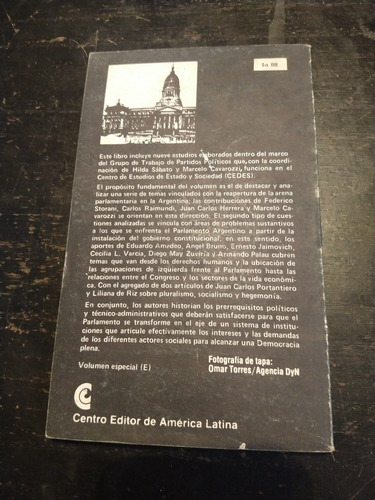 Sa 88
Este libro incluye nueve estudios elaborados dentro del marco
del Grupo de Trabajo de Partidos Políticos que, con la coordi-
nación de Hilda Sábato y Marcelo Cavarozzi, funciona en el
Centro de Estudios de Estado y Sociedad (CEDES)
El propósito fundamental del volumen es el de destacar y ana-
lizar una serie de temas vinculados con la reapertura de la arena
parlamentaria en la Argentina; las contribuciones de Federico
Storani, Carlos Raimundi, Juan Carlos Herrera y Marcelo Ca-
varozzi se orientan en esta dirección. El segundo tipo de cues-
tiones analizadas se vincula con áreas de problemas sustantivos
a los que se enfrenta el Parlamento Argentino a partir de la
instalación del gobierno constitucional; en este sentido, los
aportes de Eduardo Amadeo, Angel Bruno, Ernesto Jaimovich,
Cecilia L. Varcia, Diego May Zuviría y Armando Palau cubren
temas que van desde los derechos humanos y la ubicación de
las agrupaciones de izquierda frente al Parlamento hasta las
relaciones entre el Congreso y los sectores de la vida económi-
ca. Con el agregado de dos artículos de Juan Carlos Portantiero
y Liliana de Riz sobre pluralismo, socialismo y hegemonía.
En conjunto, los autores historian los prerrequisitos políticos
y técnico-administrativos que deberán satisfacerse para que el
Parlamento se transforme en el eje de un sistema de institu-
ciones que articule efectivamente los intereses y las demandas
de los diferentes actores sociales para alcanzar una Democracia
plena.
Fotografía de tapa:
Omar Torres/Agencia DyN
Volumen especial (E)
Centro Editor de América Latina